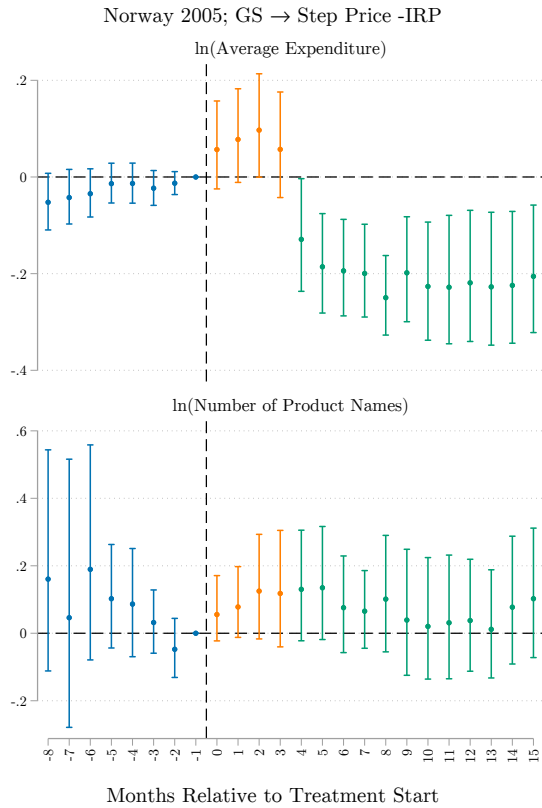 Norway 2005; GS → Step Price -IRP
ln(Average Expenditure)
.2
0
-.2
-.4
ln(Number of Product Names)
.6
.4
.2
0
-.2
-8 -7 -6 -5 -4 -3 -2 -1 0 1 2 3 4 5 6 7 8 9 10 11 12 13 14 15
Months Relative to Treatment Start